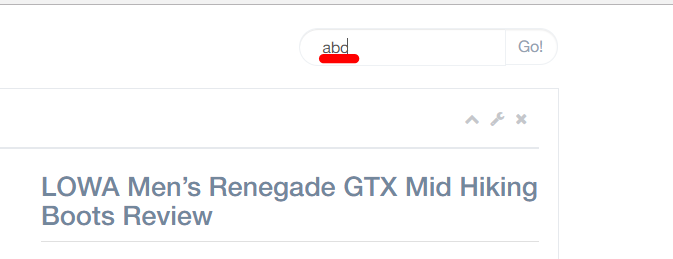 abd
Go!
LOWA Men’s Renegade GTX Mid Hiking
Boots Review